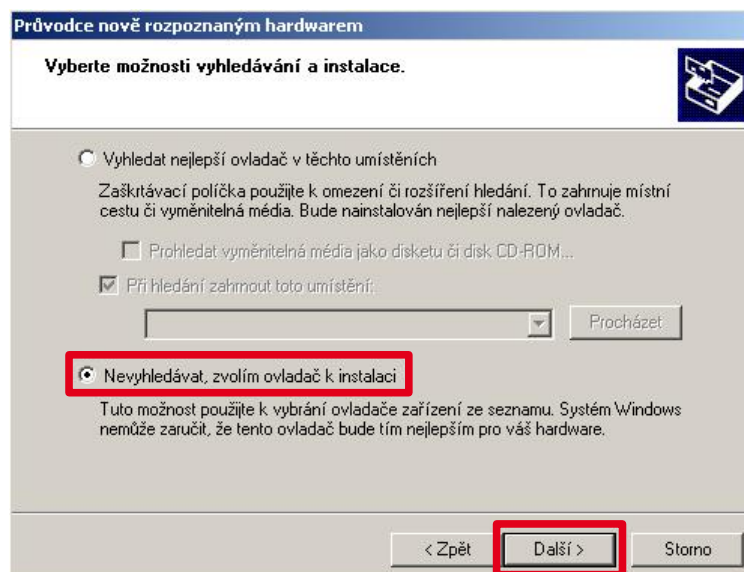 Průvodce nově rozpoznaným hardwarem
Vyberte možnosti vyhledávání a instalace.
Vyhledat nejlepší ovladač v těchto umístěních
Zaškrtávací políčka použijte k omezení či rozšíření hledání. To zahrnuje místní
cestu či vyměnitelná média. Bude nainstalován nejlepší nalezený ovladač.
Prohledat vyměnitelná média jako disketu či disk CD-ROM...
Při hledání zahrnout toto umístění:
Procházet
Nevyhledávat, zvolím ovladač k instalaci
Tuto možnost použijte k vybrání ovladače zařízení ze seznamu. Systém Windows
nemůže zaručit, že tento ovladač bude tím nejlepším pro váš hardware.
< Zpět Další > Storno